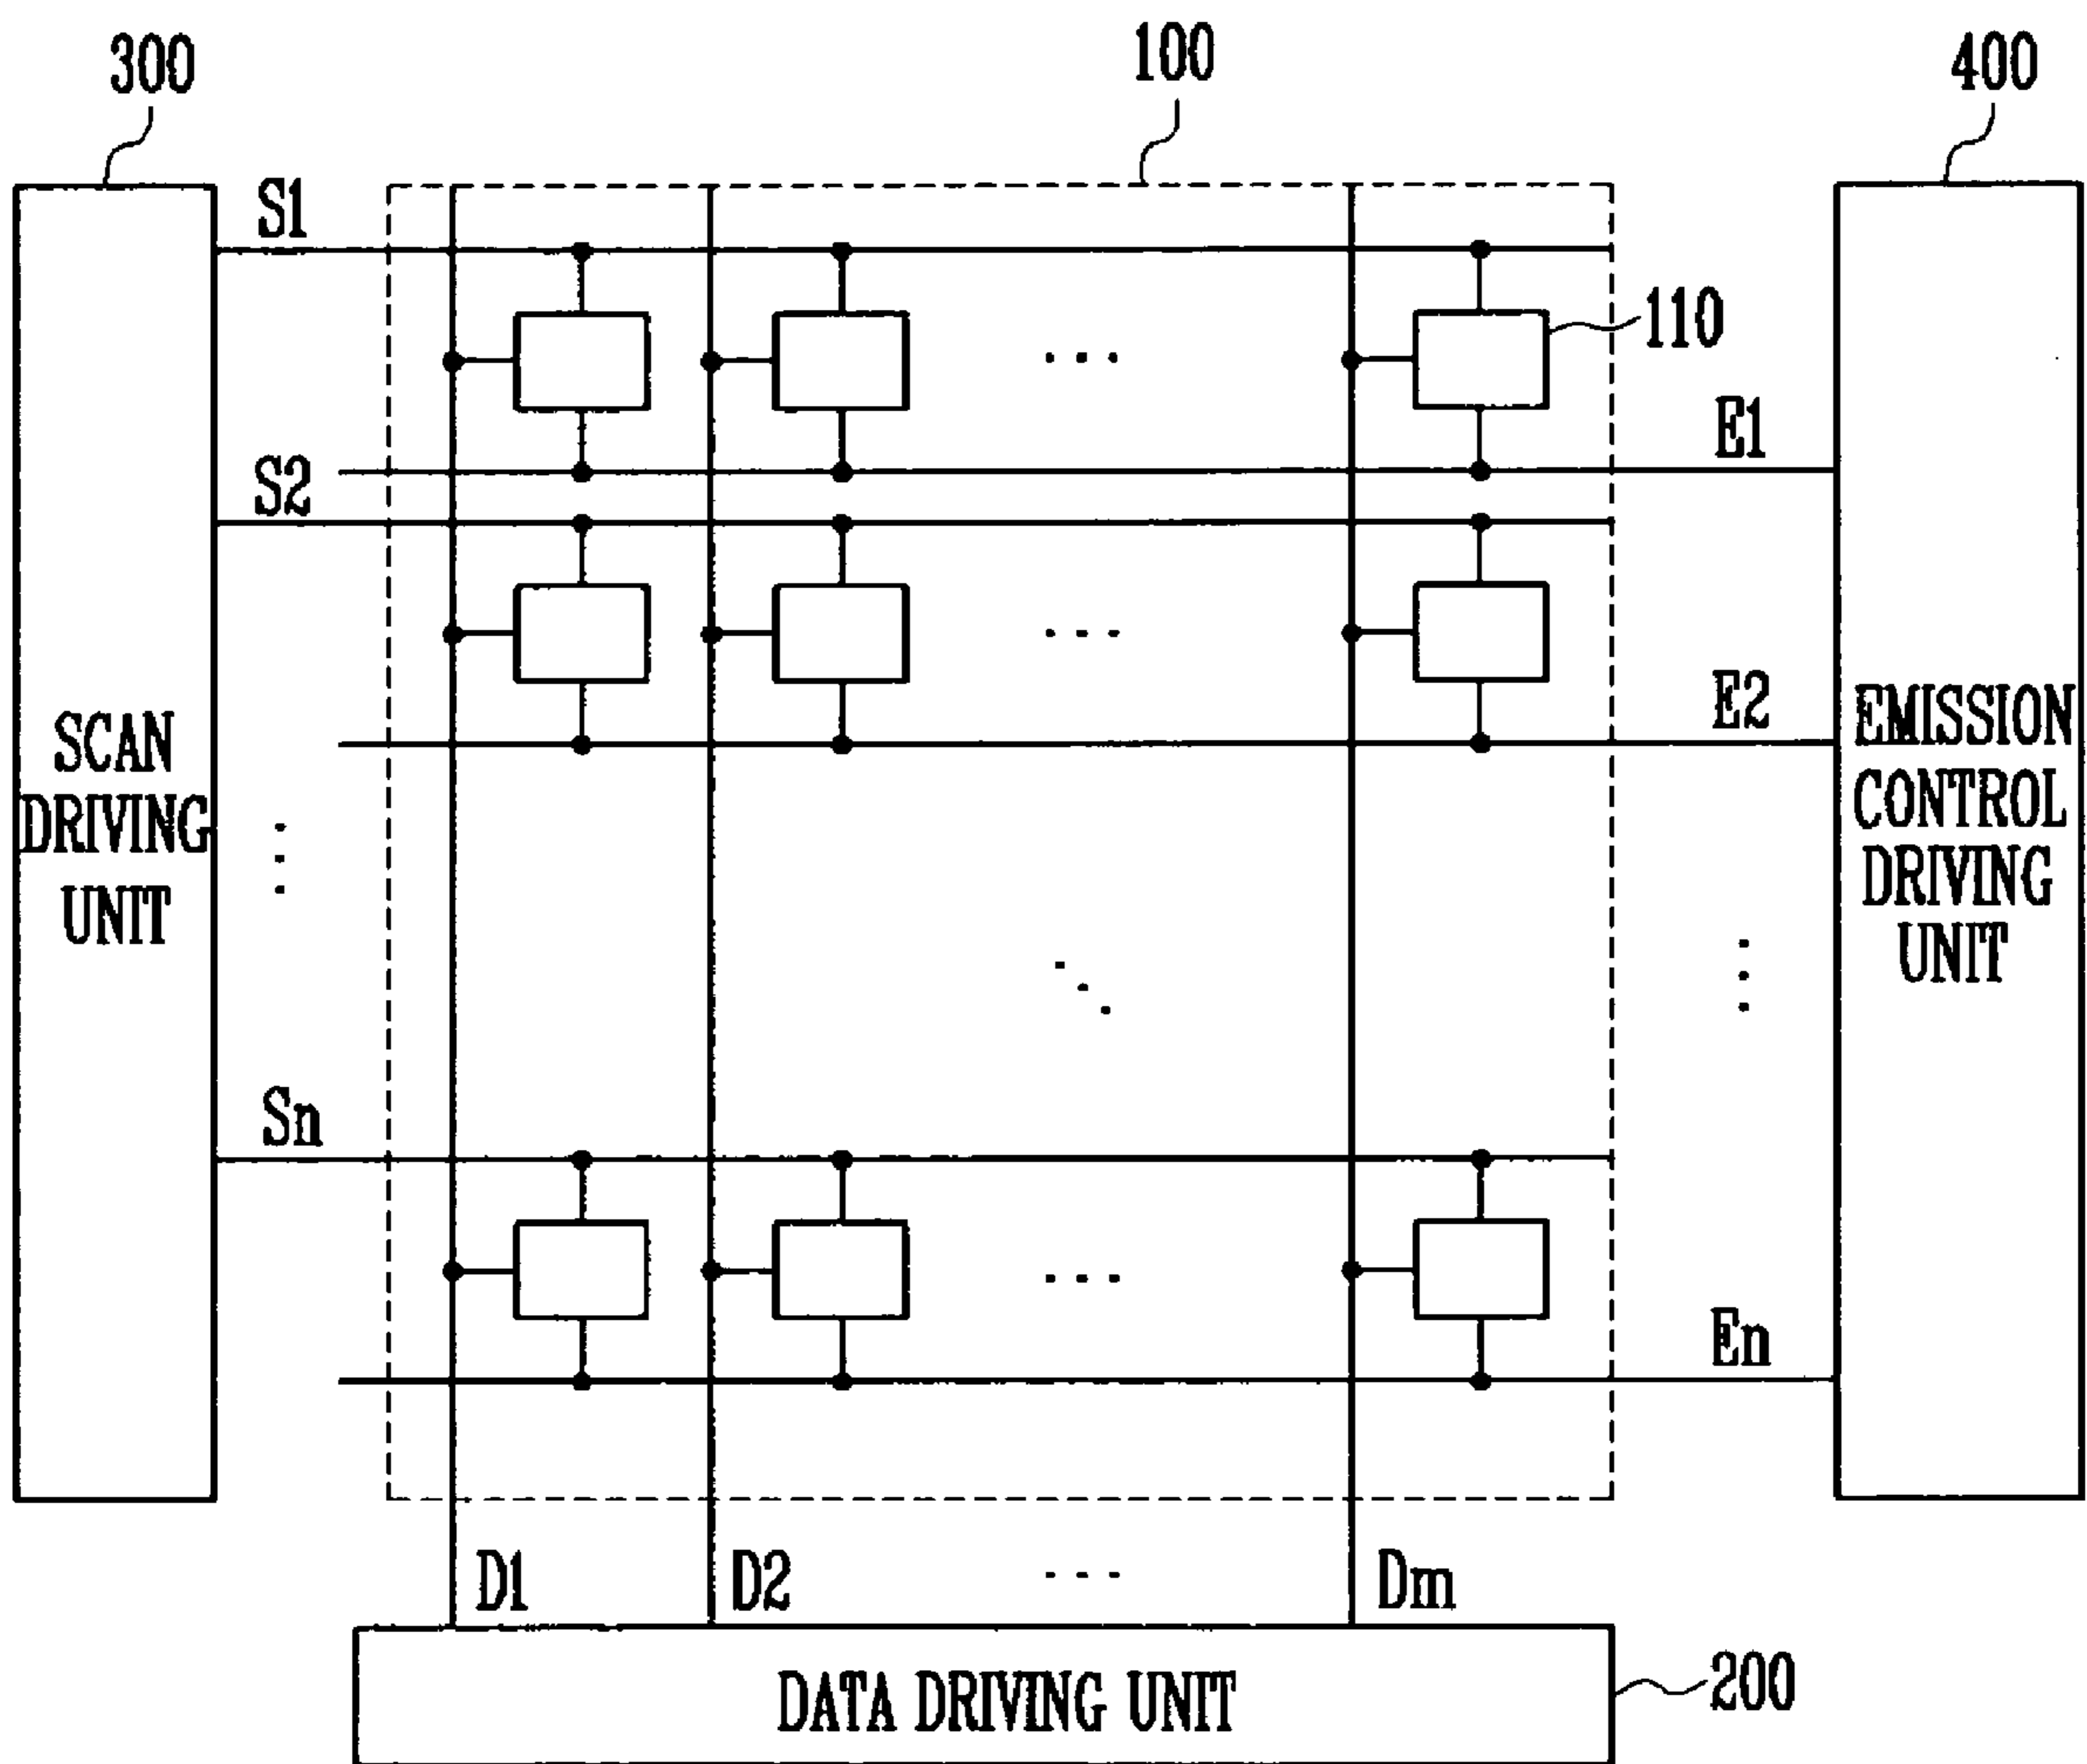 300
100
400
S1
110
E1
S2
E2
SCAN
DRIVING
UNIT
EMISSION
CONTROL
DRIVING
UNIT
Sn
En
D1
D2
Dm
DATA DRIVING UNIT
200